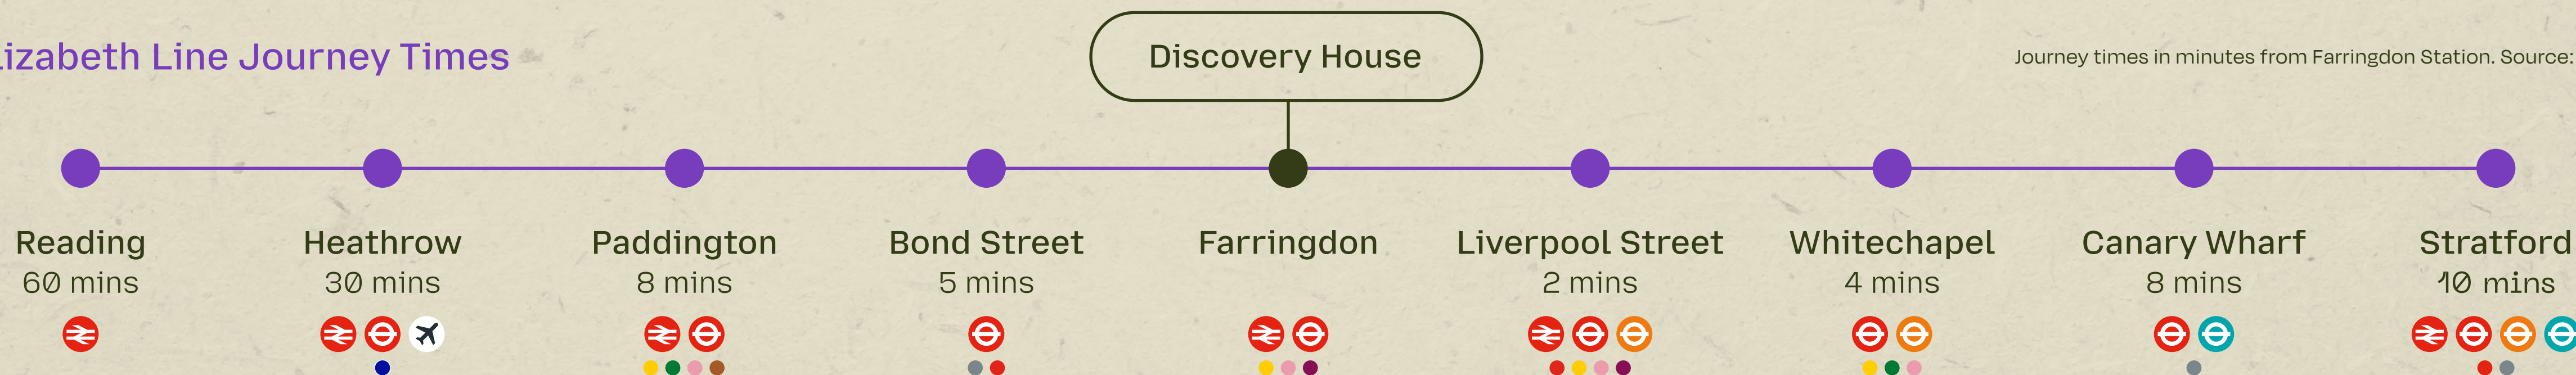 lizabeth Line Journey Times
Discovery House
Journey times in minutes from Farringdon Station. Source:
Reading
60 mins
Heathrow
30 mins
Paddington
8 mins
Bond Street
5 mins
Farringdon
Liverpool Street
2 mins
Whitechapel
4 mins
Canary Wharf
8 mins
Stratford
10 mins